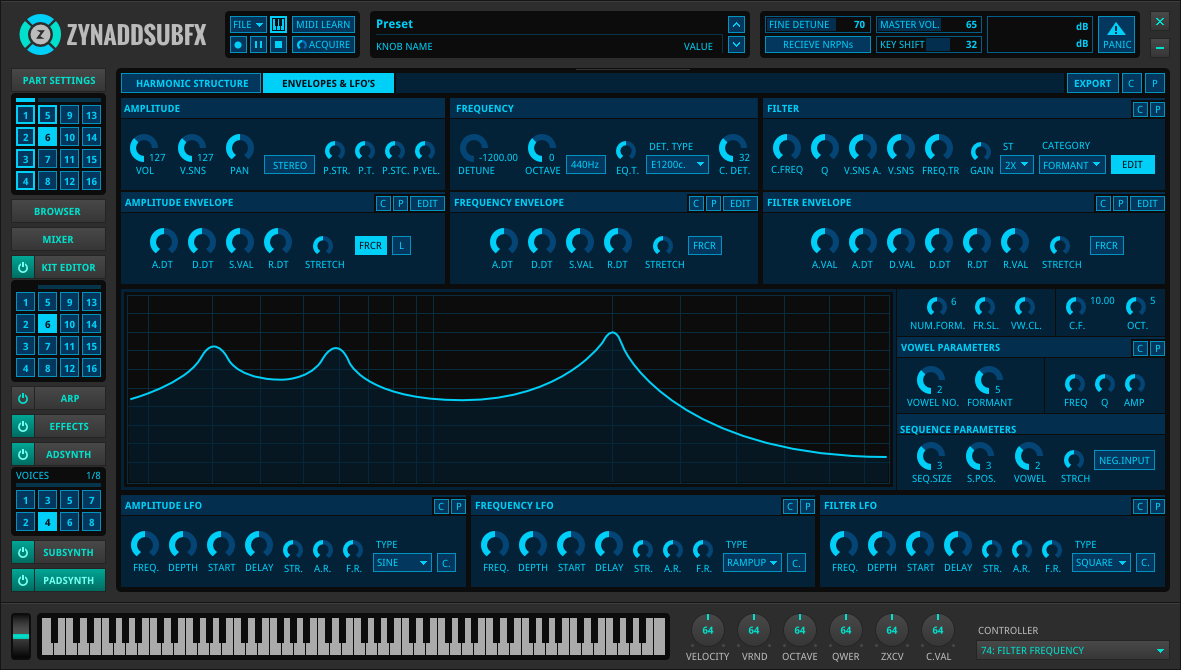 Z ZYNADDSUBFX
FILE MIDI LEARN
ACQUIRE
Preset
KNOB NAME VALUE
FINE DETUNE 70 MASTER VOL. 65 dB
RECIEVE NRPNs KEY SHIFT 32 dB
PANIC
PART SETTINGS
1 5 9 13
2 6 10 14
3 7 11 15
4 8 12 16
BROWSER
MIXER
KIT EDITOR
1 5 9 13
2 6 10 14
3 7 11 15
4 8 12 16
ARP
EFFECTS
ADSYNTH
VOICES 1/8
1 3 5 7
2 4 6 8
SUBSYNTH
PADSYNTH
HARMONIC STRUCTURE ENVELOPES & LFO'S EXPORT C P
AMPLITUDE
127 127
VOL V.SNS PAN STEREO P.STR. P.T. P.STC. P.VEL.
FREQUENCY
DET. TYPE
-1200.00 0 440Hz E1200c. 32
DETUNE OCTAVE EQ.T. C. DET.
FILTER C P
ST CATEGORY
2X FORMANT EDIT
C.FREQ Q V.SNS A. V.SNS FREQ.TR GAIN
AMPLITUDE ENVELOPE C P EDIT
FRCR L
A.DT D.DT S.VAL R.DT STRETCH
FREQUENCY ENVELOPE C P EDIT
FRCR
A.DT D.DT S.VAL R.DT STRETCH
FILTER ENVELOPE C P EDIT
FRCR
A.VAL A.DT D.VAL D.DT R.DT R.VAL STRETCH
6 10.00 5
NUM.FORM. FR.SL. VW.CL. C.F. OCT.
VOWEL PARAMETERS C P
2 5
VOWEL NO. FORMANT FREQ Q AMP
SEQUENCE PARAMETERS
3 3 2 NEG.INPUT
SEQ.SIZE S.POS. VOWEL STRCH
AMPLITUDE LFO C P
TYPE
SINE C.
FREQ. DEPTH START DELAY STR. A.R. F.R.
FREQUENCY LFO C P
TYPE
RAMPUP C.
FREQ. DEPTH START DELAY STR. A.R. F.R.
FILTER LFO C P
TYPE
SQUARE C.
FREQ. DEPTH START DELAY STR. A.R. F.R.
64 64 64 64 64 64
VELOCITY VRND OCTAVE QWER ZXCV C.VAL
CONTROLLER
74: FILTER FREQUENCY